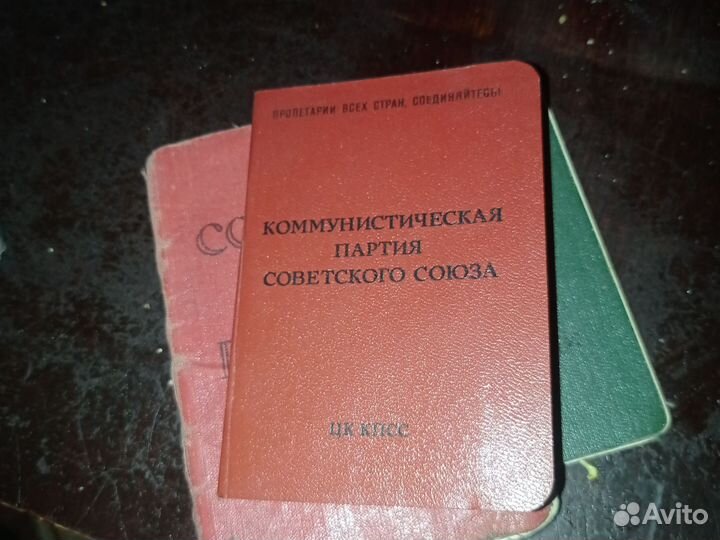 ПРОЛЕТАРИИ ВСЕХ СТРАН, СОЕДИНЯЙТЕСЬ!
КОММУНИСТИЧЕСКАЯ
ПАРТИЯ
СОВЕТСКОГО СОЮЗА
ЦК КПСС
Avito